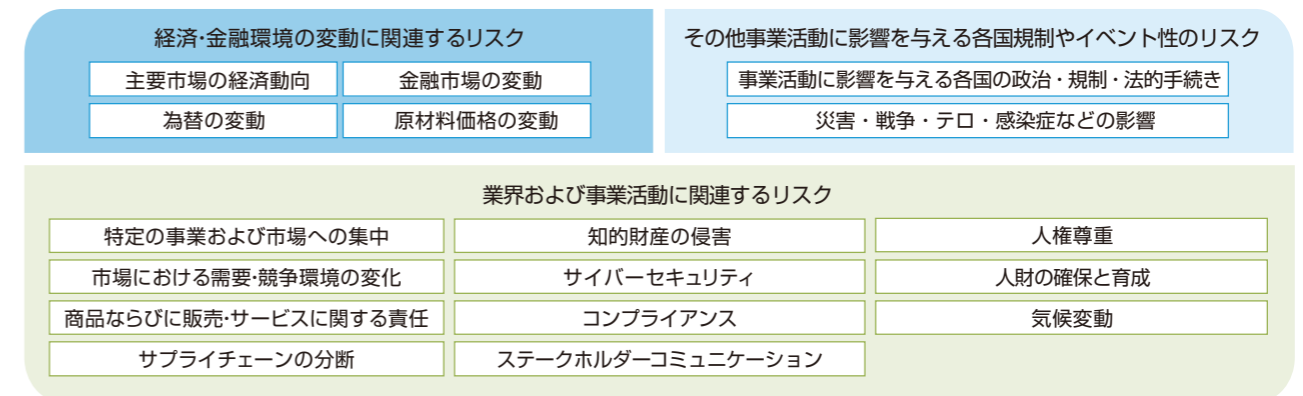 経済・金融環境の変動に関連するリスク
主要市場の経済動向
金融市場の変動
為替の変動
原材料価格の変動
その他事業活動に影響を与える各国規制やイベント性のリスク
事業活動に影響を与える各国の政治・規制・法的手続き
災害・戦争・テロ・感染症などの影響
業界および事業活動に関連するリスク
特定の事業および市場への集中
市場における需要・競争環境の変化
商品ならびに販売・サービスに関する責任
サプライチェーンの分断
知的財産の侵害
サイバーセキュリティ
コンプライアンス
ステークホルダーコミュニケーション
人権尊重
人財の確保と育成
気候変動